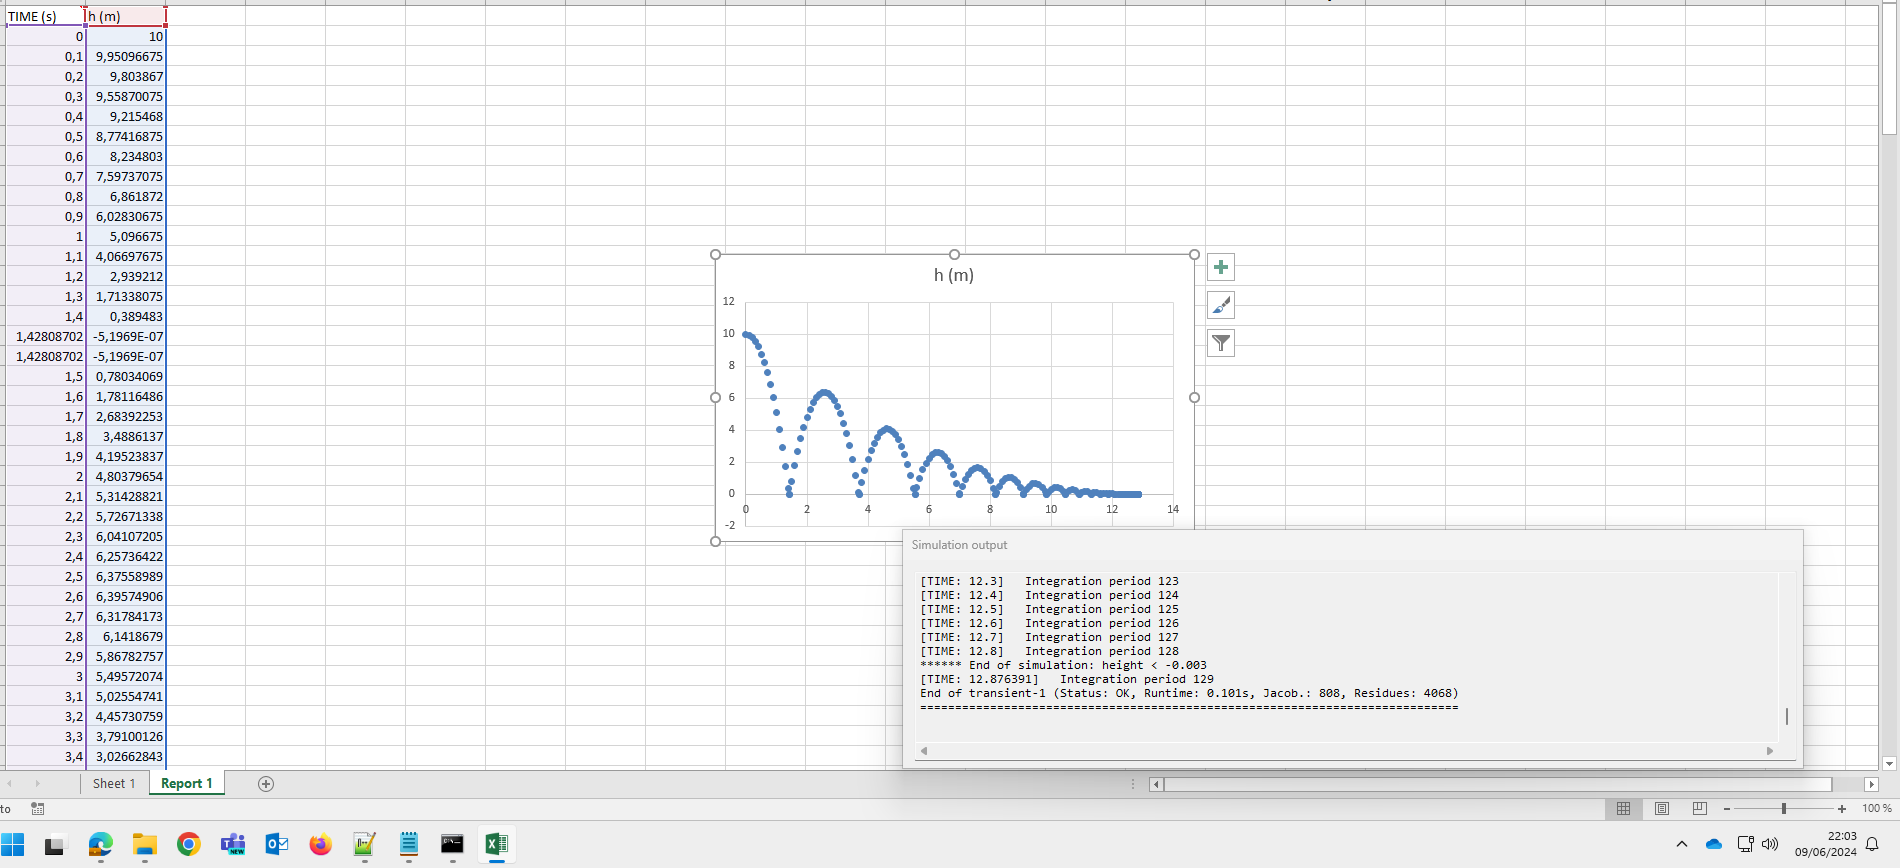 TIME (s) h (m)
0 10
0,1 9,95096675
0,2 9,803867
0,3 9,55870075
0,4 9,215468
0,5 8,77416875
0,6 8,234803
0,7 7,59737075
0,8 6,861872
0,9 6,02830675
1 5,096675
1,1 4,06697675
1,2 2,939212
1,3 1,71338075
1,4 0,389483
1,42808702 -5,1969E-07
1,42808702 -5,1969E-07
1,5 0,78034069
1,6 1,78116486
1,7 2,68392253
1,8 3,4886137
1,9 4,19523837
2 4,80379654
2,1 5,31428821
2,2 5,72671338
2,3 6,04107205
2,4 6,25736422
2,5 6,37558989
2,6 6,39574906
2,7 6,31784173
2,8 6,1418679
2,9 5,86782757
3 5,49572074
3,1 5,02554741
3,2 4,45730759
3,3 3,79100126
3,4 3,02662843
h (m)
12
10
8
6
4
2
0
-2
0 2 4 6 8 10 12 14
Simulation output
[TIME: 12.3] Integration period 123
[TIME: 12.4] Integration period 124
[TIME: 12.5] Integration period 125
[TIME: 12.6] Integration period 126
[TIME: 12.7] Integration period 127
[TIME: 12.8] Integration period 128
****** End of simulation: height < -0.003
[TIME: 12.876391] Integration period 129
End of transient-1 (Status: OK, Runtime: 0.101s, Jacob.: 808, Residues: 4068)
=============================================================================
Sheet 1 Report 1
to
100 %
NEW
22:03
09/06/2024